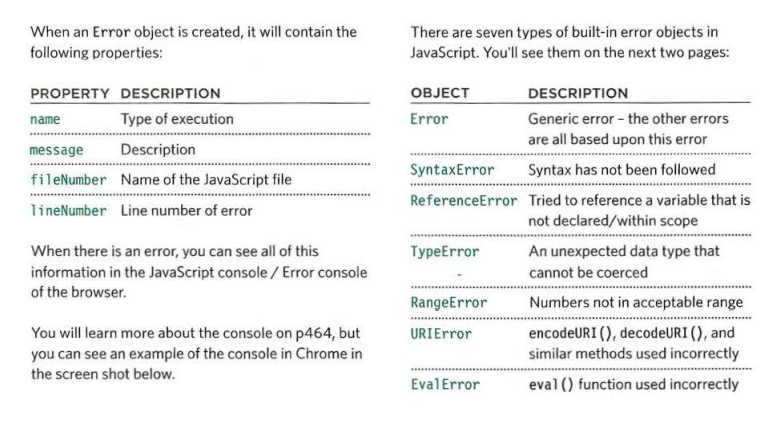 When an Error object is created, it will contain the
following properties:
PROPERTY DESCRIPTION
name Type of execution
message Description
fileNumber Name of the JavaScript file
lineNumber Line number of error
When there is an error, you can see all of this
information in the JavaScript console / Error console
of the browser.
You will learn more about the console on p464, but
you can see an example of the console in Chrome in
the screen shot below.
There are seven types of built-in error objects in
JavaScript. You'll see them on the next two pages:
OBJECT DESCRIPTION
Error Generic error – the other errors
are all based upon this error
SyntaxError Syntax has not been followed
ReferenceError Tried to reference a variable that is
not declared/within scope
TypeError An unexpected data type that
cannot be coerced
RangeError Numbers not in acceptable range
URIError encodeURI(), decodeURI(), and
similar methods used incorrectly
EvalError eval() function used incorrectly